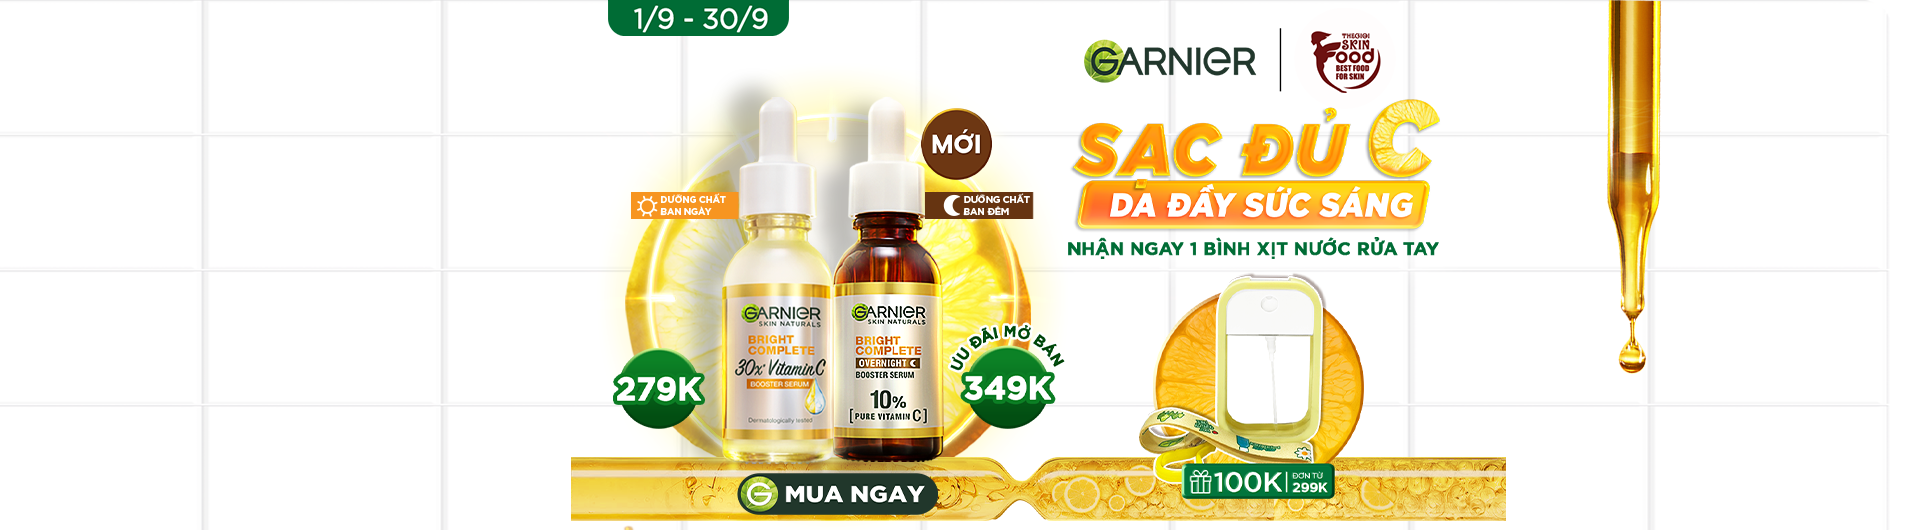 1/9 - 30/9
GARNIER
THEGIOI
SKIN
Food
BEST FOOD
FOR SKIN
SẠC ĐỦ C
DA ĐẦY SỨC SÁNG
NHẬN NGAY 1 BÌNH XỊT NƯỚC RỬA TAY
MỚI
DƯỠNG CHẤT
BAN NGÀY
DƯỠNG CHẤT
BAN ĐÊM
GARNIER
SKIN NATURALS
BRIGHT
COMPLETE
30x* Vitamin C
BOOSTER SERUM
Dermatologically tested
GARNIER
SKIN NATURALS
BRIGHT
COMPLETE
OVERNIGHT
BOOSTER SERUM
10%
[PURE VITAMIN C]
279K
ƯU ĐÃI MỞ BÁN
349K
100K
ĐƠN TỪ
299K
G MUA NGAY